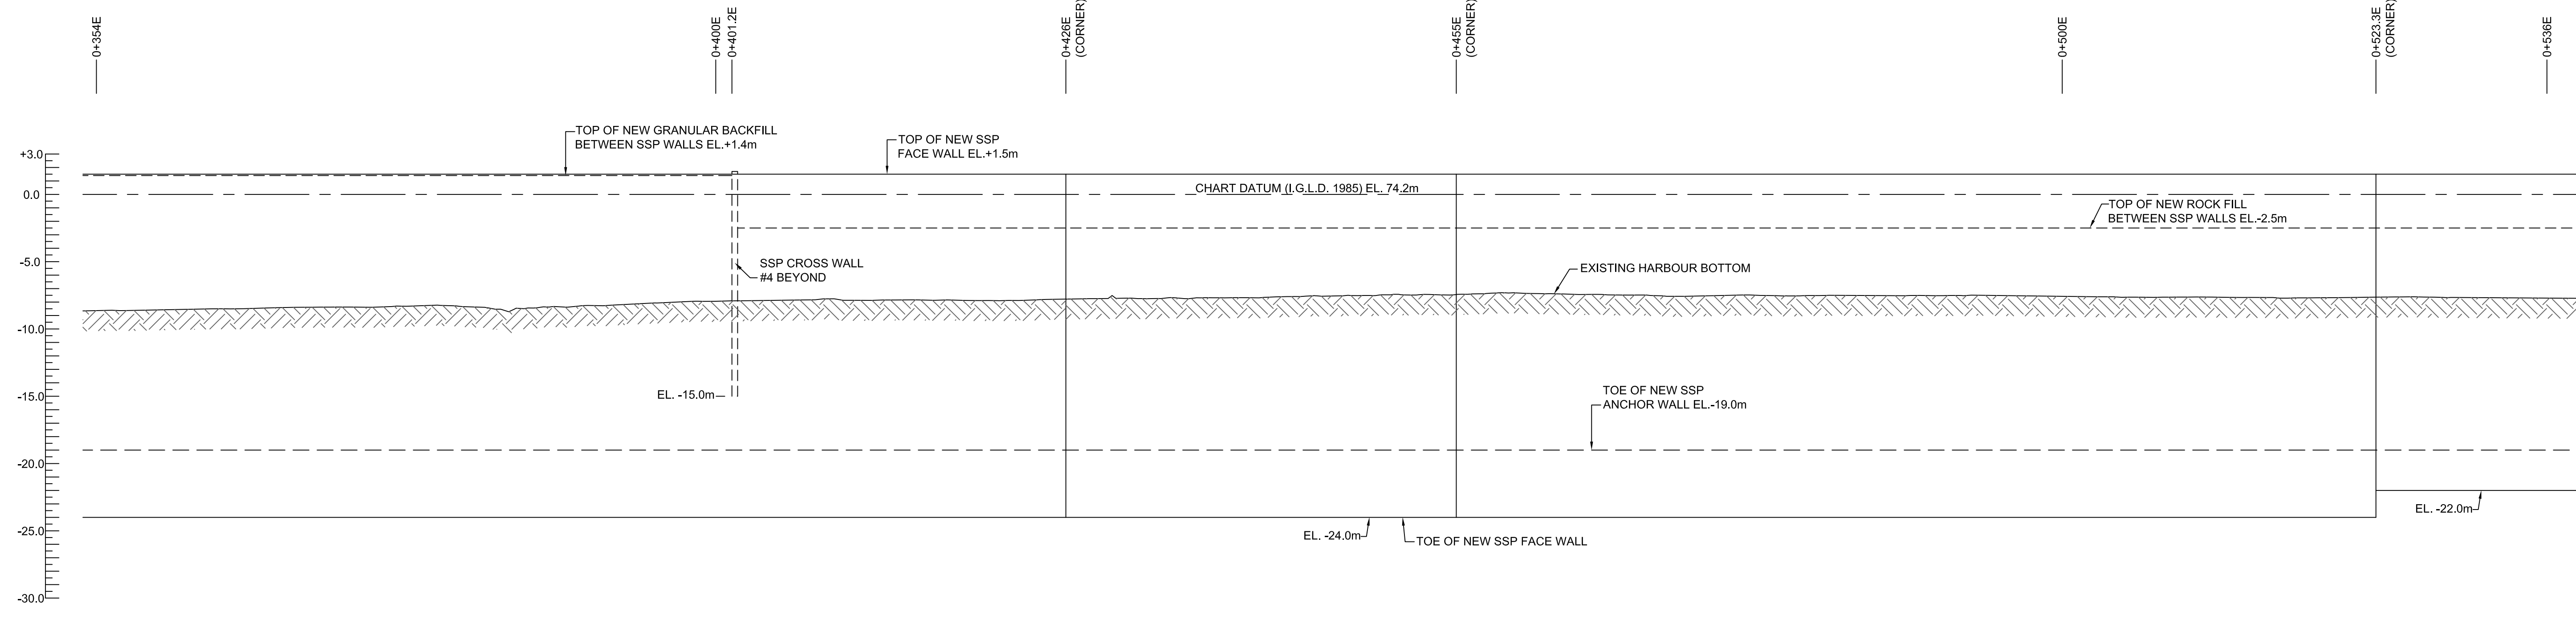 0+354E
0+400E
0+401.2E
0+426E
(CORNER)
0+455E
(CORNER)
0+500E
0+523.3E
(CORNER)
0+536E
TOP OF NEW GRANULAR BACKFILL
BETWEEN SSP WALLS EL.+1.4m
TOP OF NEW SSP
FACE WALL EL.+1.5m
+3.0
0.0
-5.0
-10.0
-15.0
-20.0
-25.0
-30.0
CHART DATUM (I.G.L.D. 1985) EL. 74.2m
TOP OF NEW ROCK FILL
BETWEEN SSP WALLS EL.-2.5m
SSP CROSS WALL
#4 BEYOND
EXISTING HARBOUR BOTTOM
EL. -15.0m
TOE OF NEW SSP
ANCHOR WALL EL.-19.0m
EL. -24.0m
TOE OF NEW SSP FACE WALL
EL. -22.0m